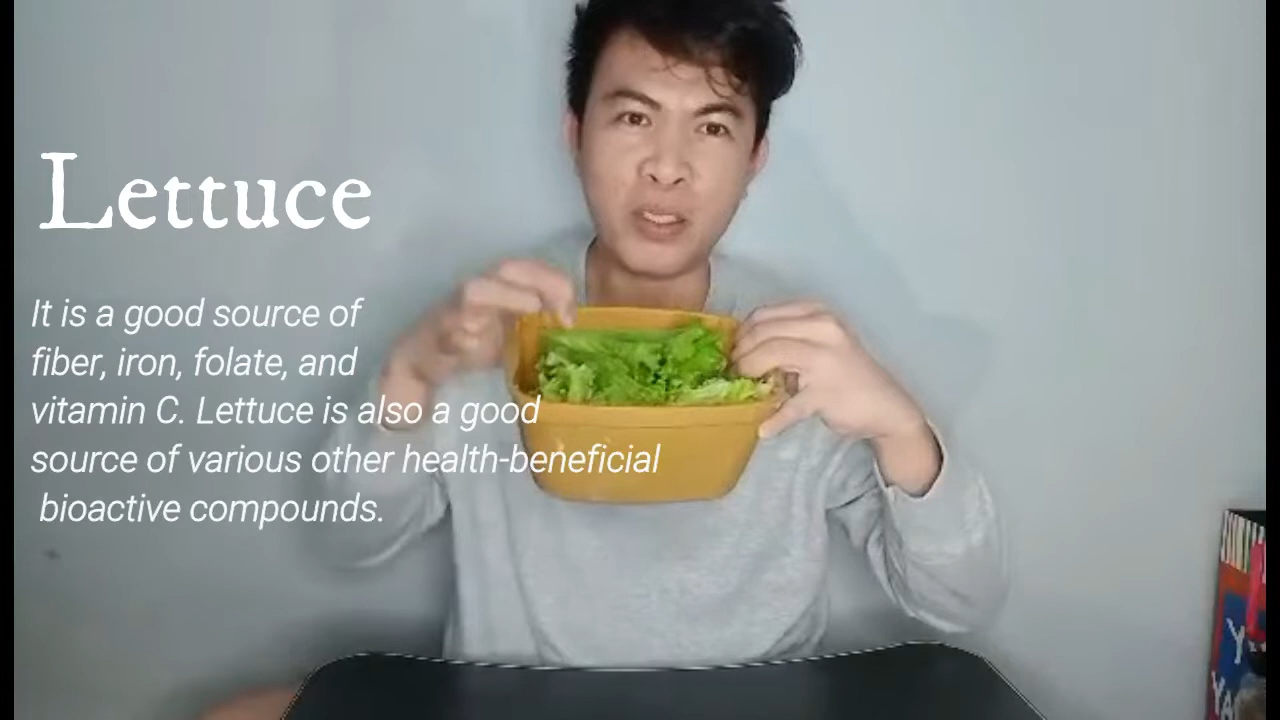 Lettuce
It is a good source of
fiber, iron, folate, and
vitamin C. Lettuce is also a good
source of various other health-beneficial
bioactive compounds.